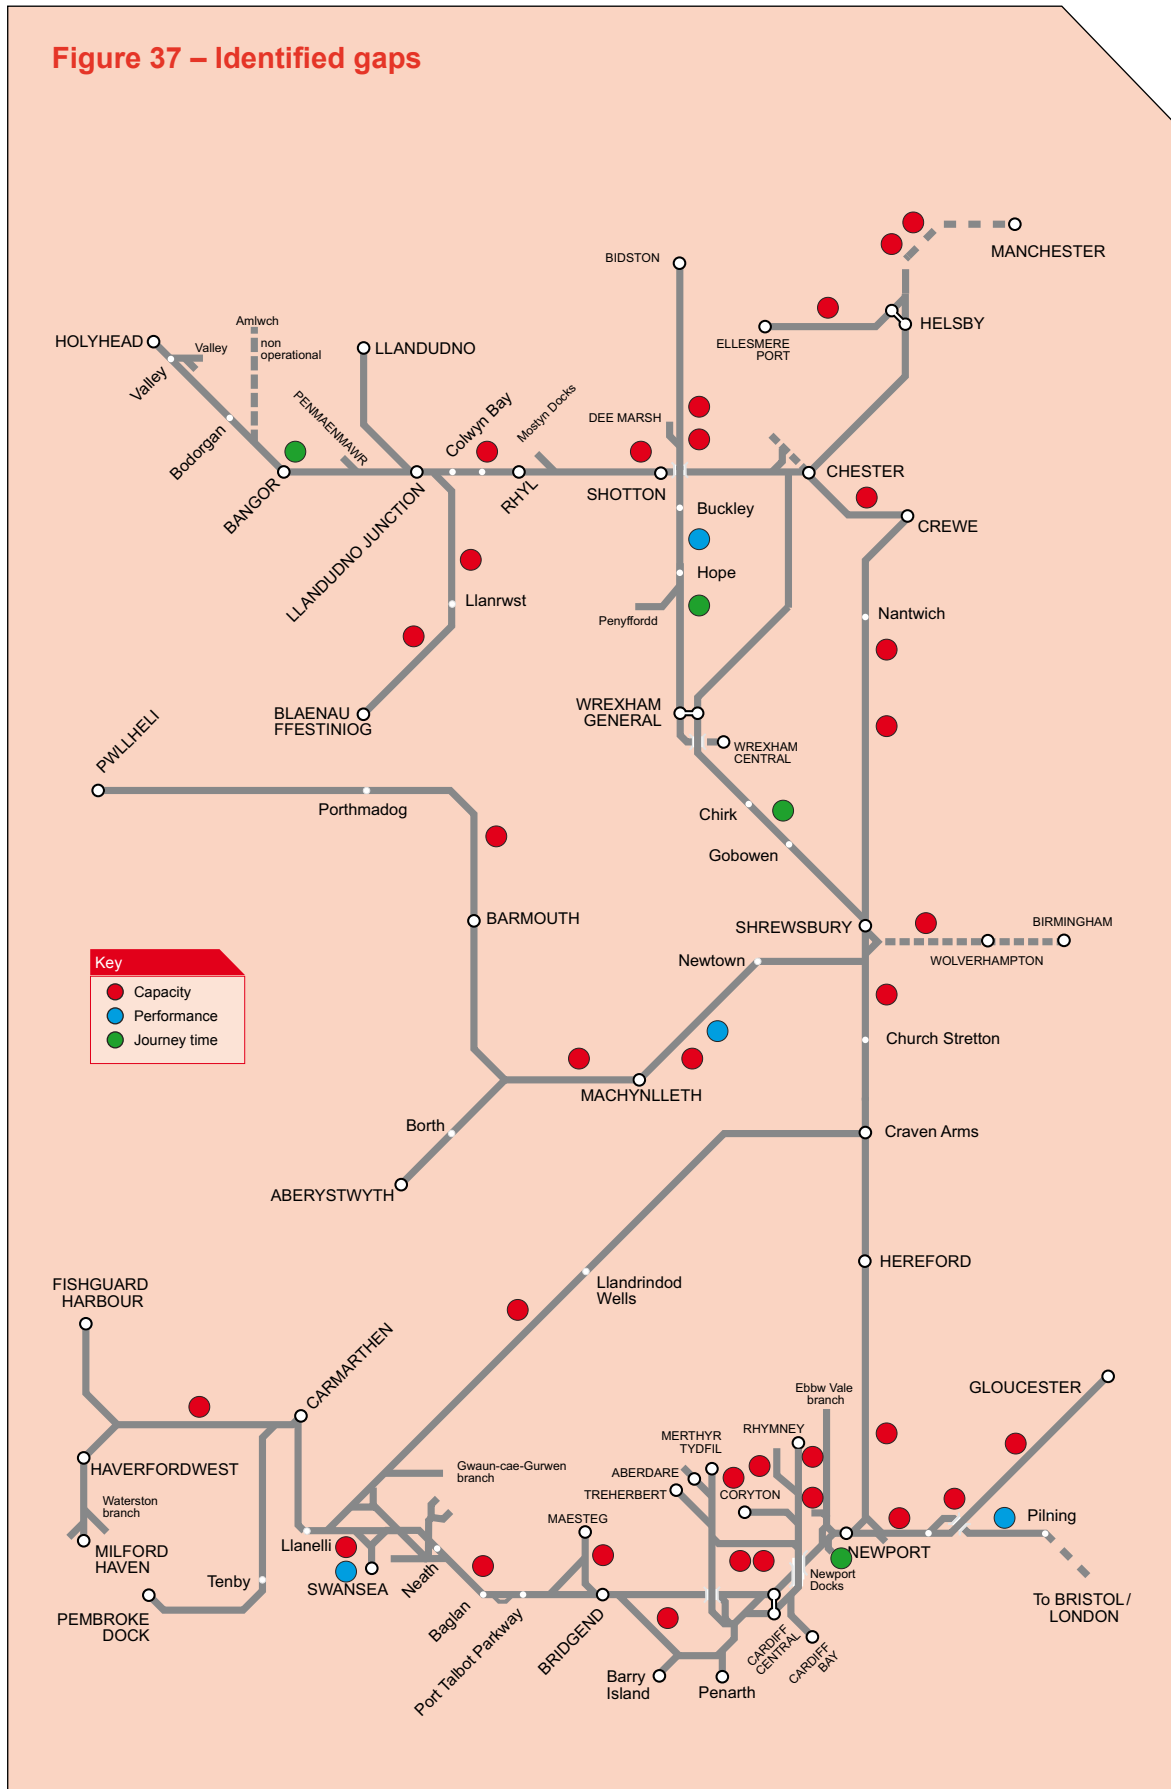 Figure 37 – Identified gaps
MANCHESTER
BIDSTON
HELSBY
ELLESMERE
PORT
Amlwch
non
operational
HOLYHEAD
Valley
Valley
LLANDUDNO
Bodorgan
PENMAENMAWR
Colwyn Bay
Mostyn Docks
DEE MARSH
BANGOR
LLANDUDNO JUNCTION
RHYL
SHOTTON
CHESTER
Buckley
CREWE
Hope
Llanrwst
Penyffordd
Nantwich
BLAENAU
FFESTINIOG
WREXHAM
GENERAL
WREXHAM
CENTRAL
PWLLHELI
Porthmadog
Chirk
Gobowen
BARMOUTH
SHREWSBURY
BIRMINGHAM
WOLVERHAMPTON
Newtown
Key
Capacity
Performance
Journey time
Church Stretton
MACHYNLLETH
Borth
Craven Arms
ABERYSTWYTH
HEREFORD
Llandrindod
Wells
FISHGUARD
HARBOUR
CARMARTHEN
GLOUCESTER
Ebbw Vale
branch
RHYMNEY
MERTHYR
TYDFIL
HAVERFORDWEST
Gwaun-cae-Gurwen
branch
ABERDARE
TREHERBERT
CORYTON
Waterston
branch
MAESTEG
Pilning
Llanelli
MILFORD
HAVEN
NEWPORT
Newport
Docks
Tenby
SWANSEA
Neath
To BRISTOL/
LONDON
PEMBROKE
DOCK
Baglan
Port Talbot Parkway
BRIDGEND
CARDIFF
CENTRAL
CARDIFF
BAY
Barry
Island
Penarth